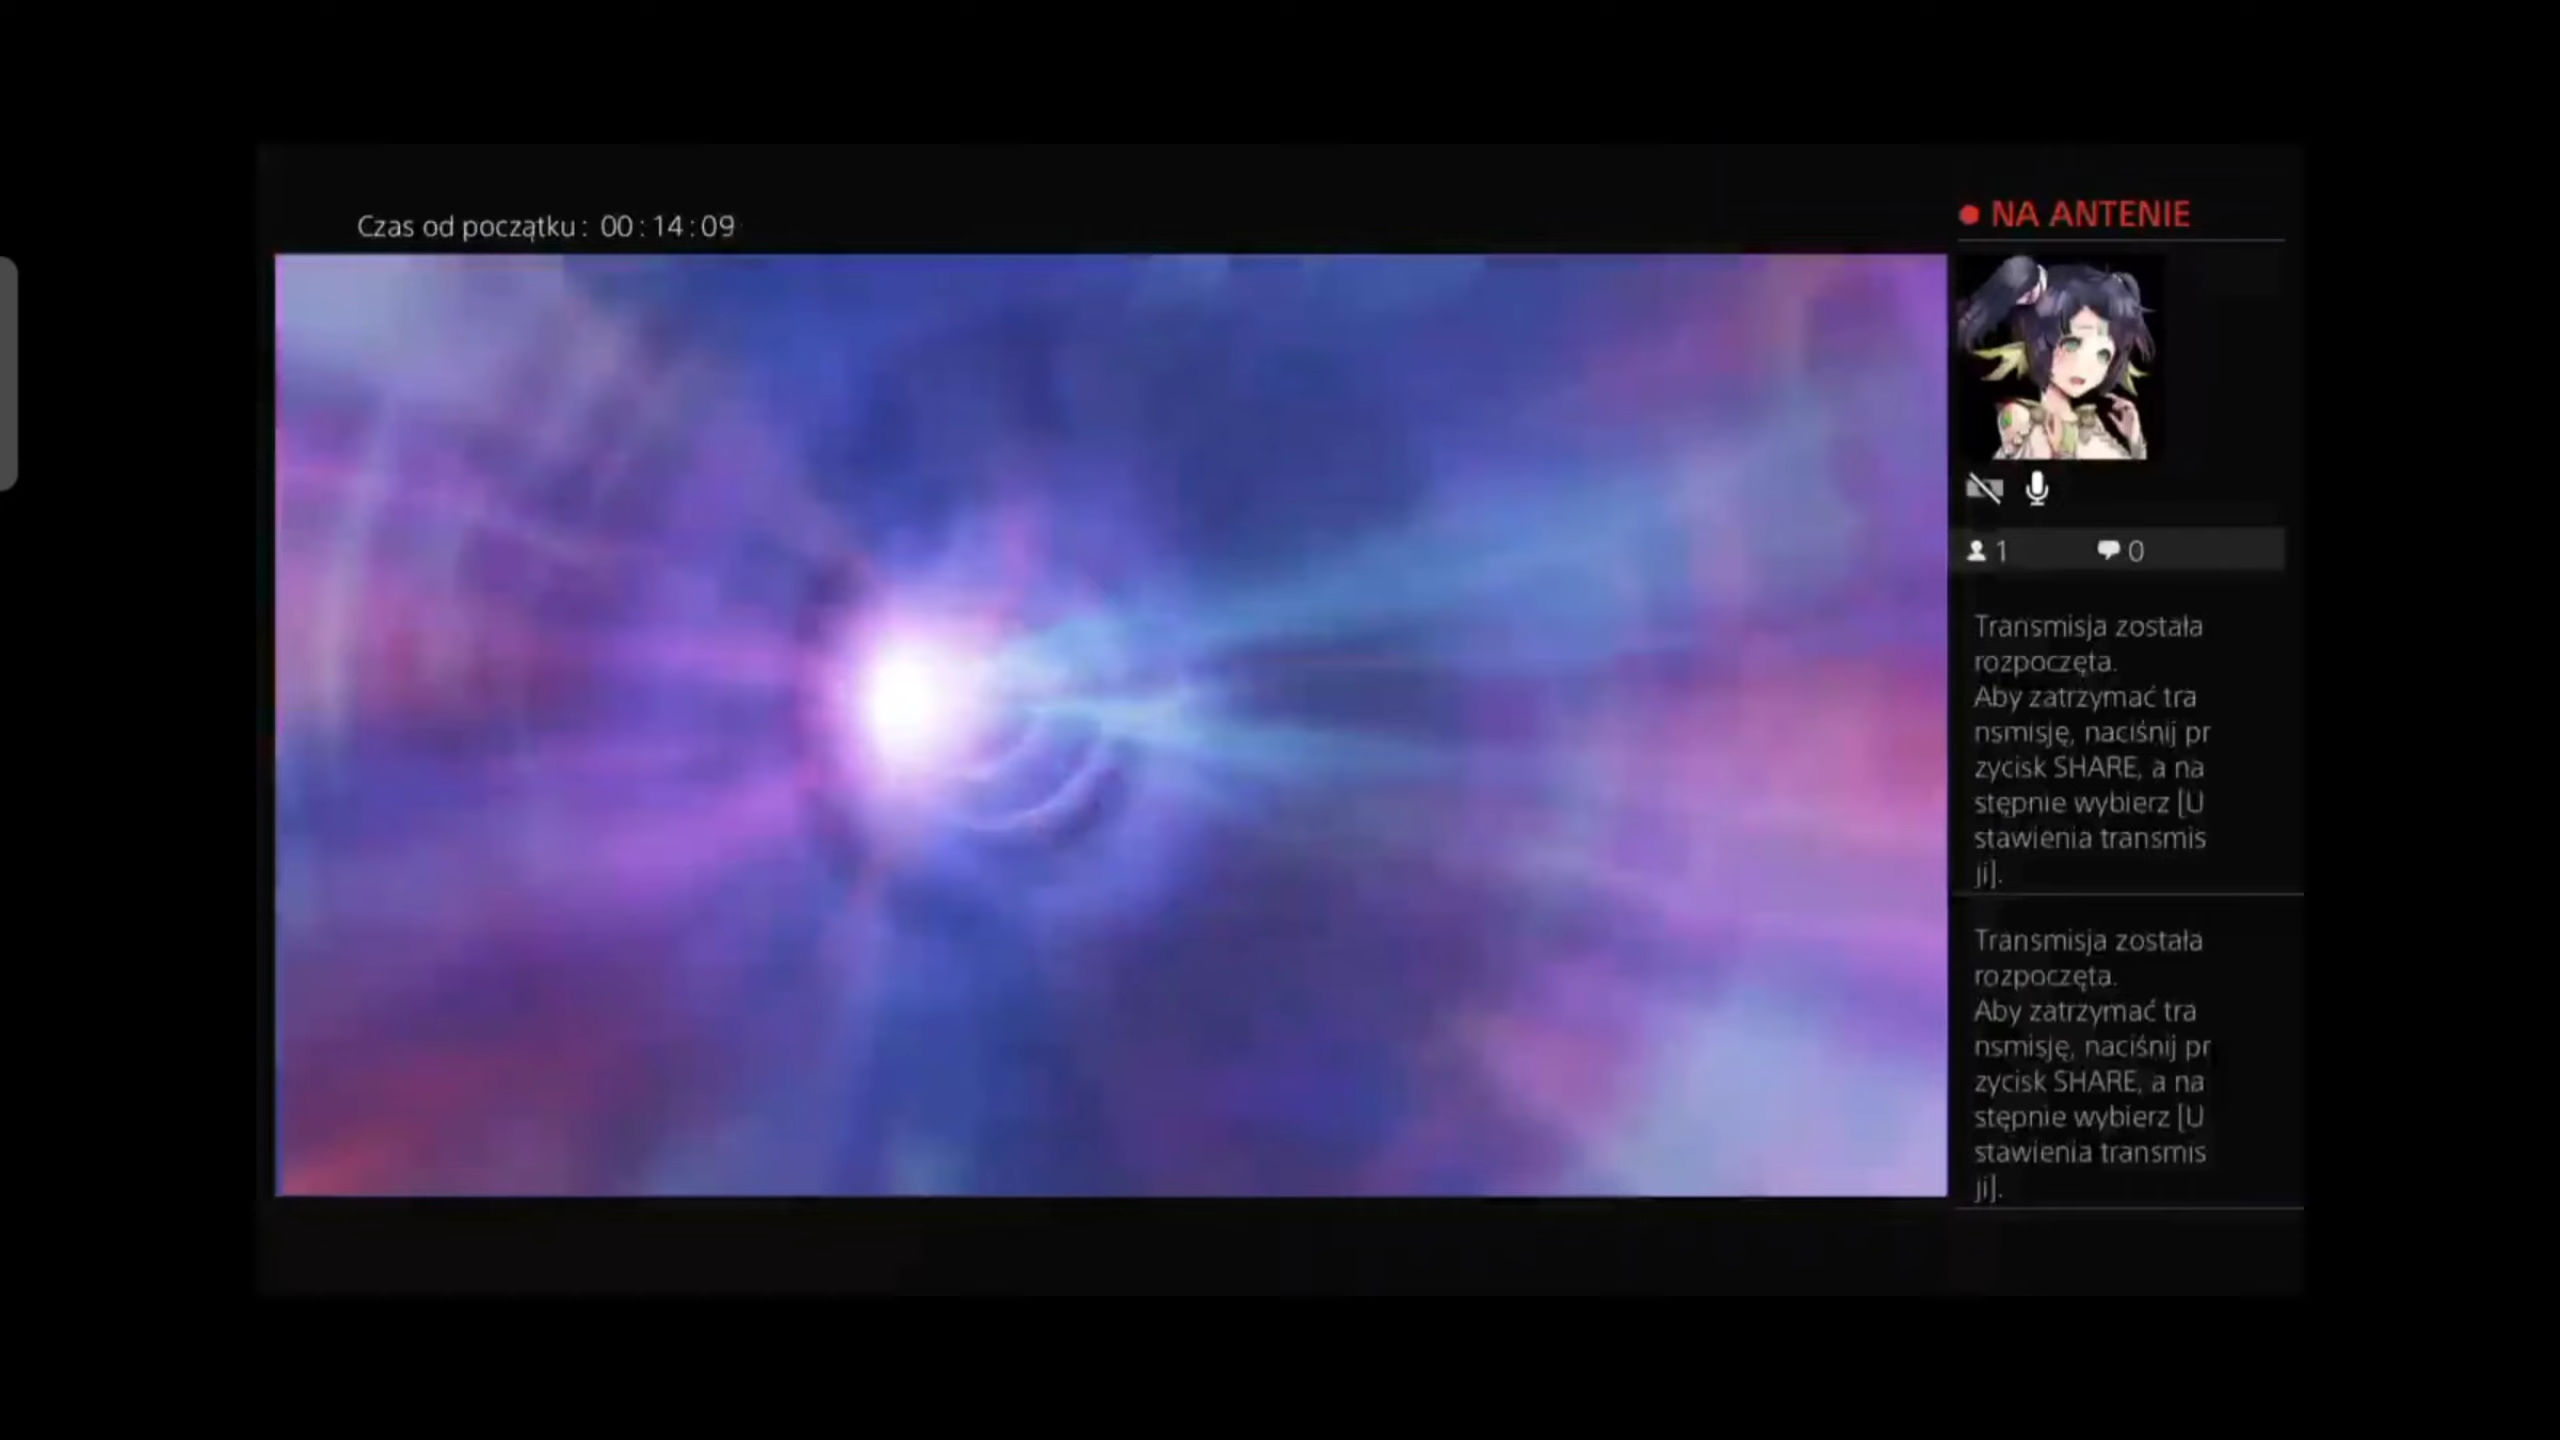 Czas od początku: 00:14:09
NA ANTENIE
1
0
Transmisja została
rozpoczęta.
Aby zatrzymać tra
nsmisję, naciśnij pr
zycisk SHARE, a na
stępnie wybierz [U
stawienia transmis
ji].
Transmisja została
rozpoczęta.
Aby zatrzymać tra
nsmisję, naciśnij pr
zycisk SHARE, a na
stępnie wybierz [U
stawienia transmis
ji].